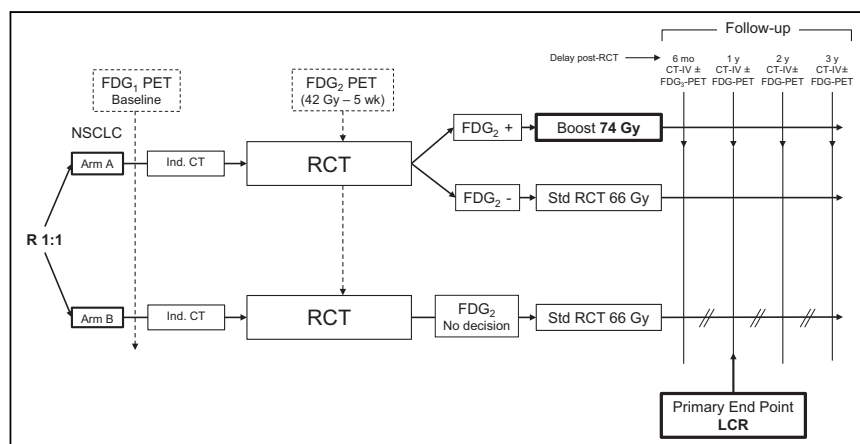 Follow-up
Delay post-RCT
6 mo
CT-IV ±
FDG₃-PET
1 y
CT-IV ±
FDG-PET
2 y
CT-IV±
FDG-PET
3 y
CT-IV±
FDG-PET
FDG₁ PET
Baseline
FDG₂ PET
(42 Gy – 5 wk)
NSCLC
Arm A
Ind. CT
RCT
FDG₂ +
Boost 74 Gy
FDG₂ -
Std RCT 66 Gy
R 1:1
Arm B
Ind. CT
RCT
FDG₂
No decision
Std RCT 66 Gy
Primary End Point
LCR